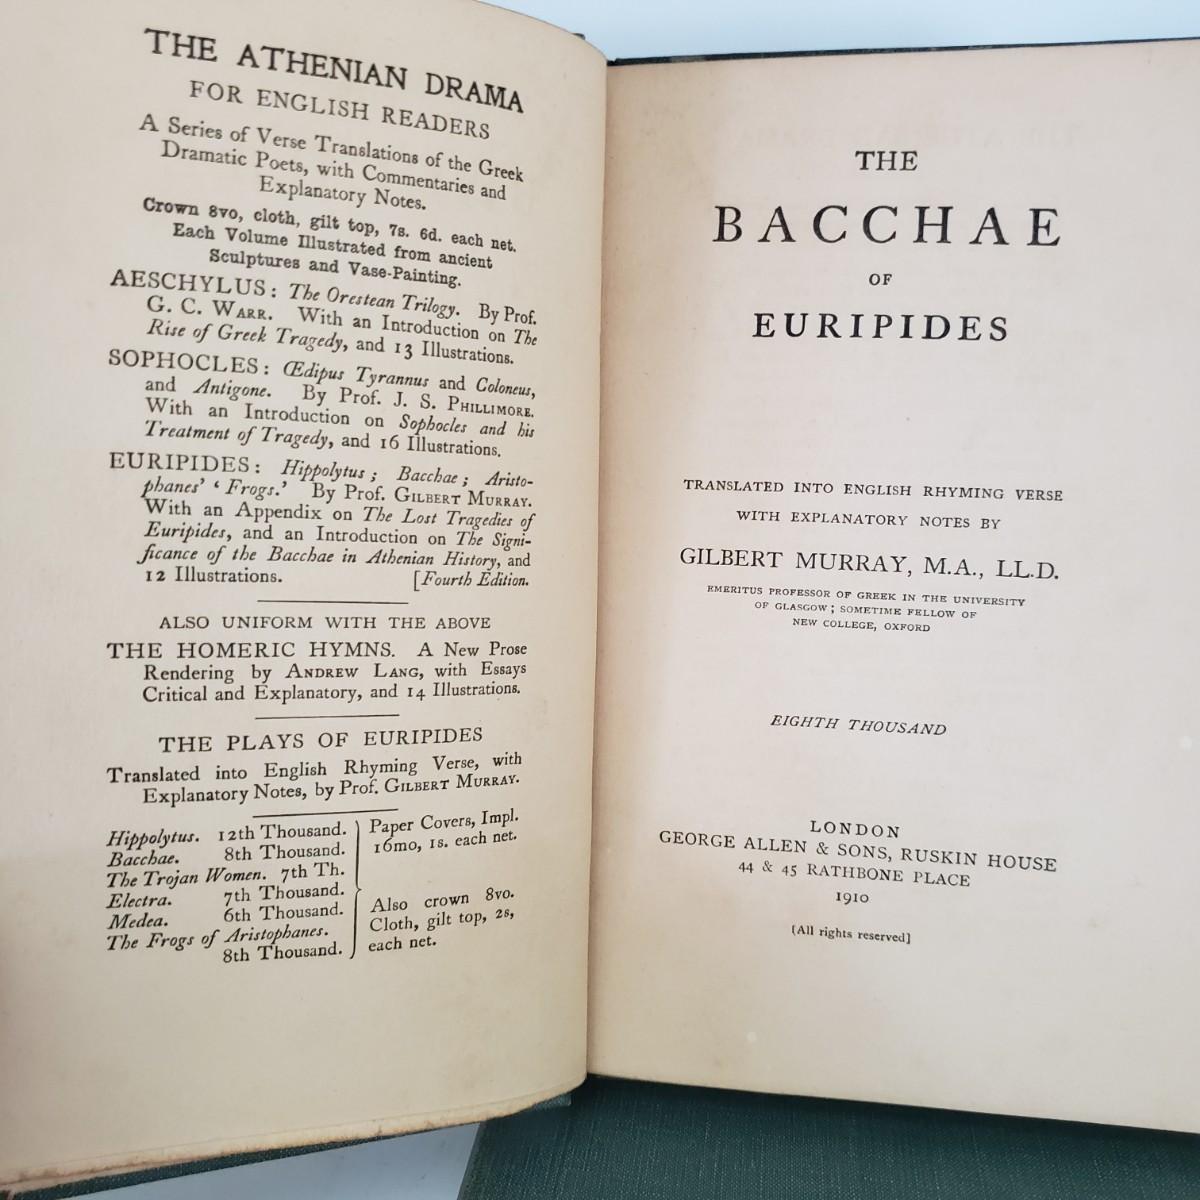 THE ATHENIAN DRAMA
FOR ENGLISH READERS
A Series of Verse Translations of the Greek
Dramatic Poets, with Commentaries and
Explanatory Notes.
Crown 8vo, cloth, gilt top, 7s. 6d. each net.
Each Volume Illustrated from ancient
Sculptures and Vase-Painting.
AESCHYLUS: The Orestean Trilogy. By Prof.
G. C. WARR. With an Introduction on The
Rise of Greek Tragedy, and 13 Illustrations.
SOPHOCLES: Œdipus Tyrannus and Coloneus,
and Antigone. By Prof. J. S. PHILLIMORE.
With an Introduction on Sophocles and his
Treatment of Tragedy, and 16 Illustrations.
EURIPIDES: Hippolytus; Bacchae; Aristo-
phanes' 'Frogs.' By Prof. GILBERT MURRAY.
With an Appendix on The Lost Tragedies of
Euripides, and an Introduction on The Signi-
ficance of the Bacchae in Athenian History, and
12 Illustrations. [Fourth Edition.
ALSO UNIFORM WITH THE ABOVE
THE HOMERIC HYMNS. A New Prose
Rendering by ANDREW LANG, with Essays
Critical and Explanatory, and 14 Illustrations.
THE PLAYS OF EURIPIDES
Translated into English Rhyming Verse, with
Explanatory Notes, by Prof. GILBERT MURRAY.
Hippolytus. 12th Thousand.
Bacchae. 8th Thousand.
The Trojan Women. 7th Th.
Electra. 7th Thousand.
Medea. 6th Thousand.
The Frogs of Aristophanes.
8th Thousand.
Paper Covers, Impl.
16mo, 1s. each net.
Also crown 8vo.
Cloth, gilt top, 2s,
each net.
THE
BACCHAE
OF
EURIPIDES
TRANSLATED INTO ENGLISH RHYMING VERSE
WITH EXPLANATORY NOTES BY
GILBERT MURRAY, M.A., LL.D.
EMERITUS PROFESSOR OF GREEK IN THE UNIVERSITY
OF GLASGOW; SOMETIME FELLOW OF
NEW COLLEGE, OXFORD
EIGHTH THOUSAND
LONDON
GEORGE ALLEN & SONS, RUSKIN HOUSE
44 & 45 RATHBONE PLACE
1910
[All rights reserved]